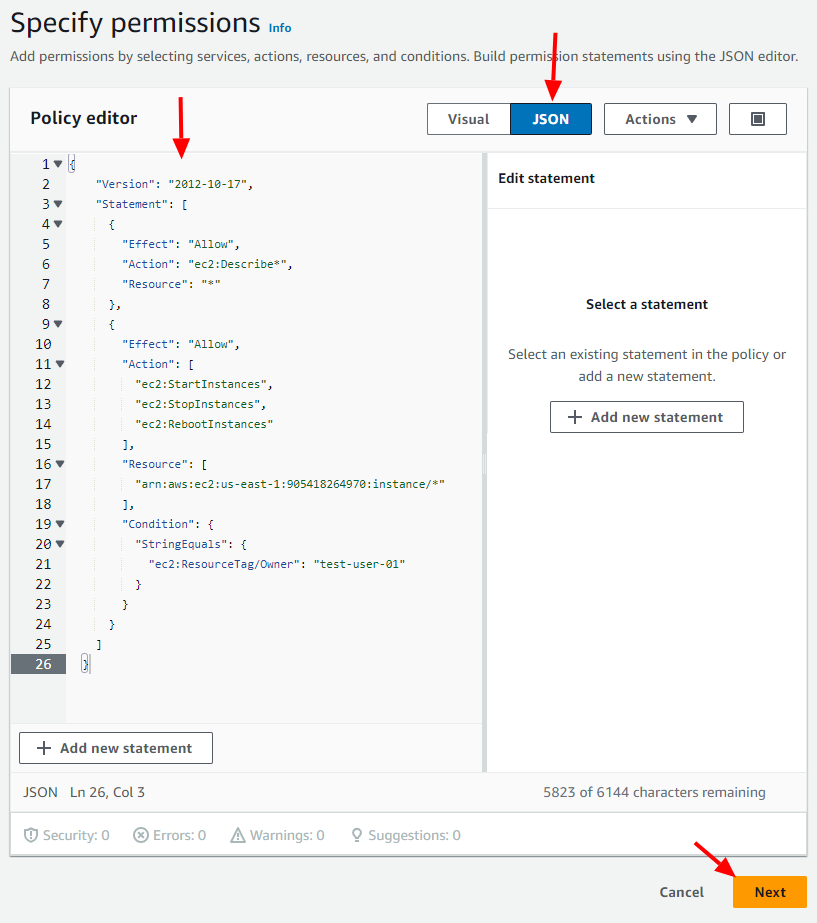 Specify permissions Info
Add permissions by selecting services, actions, resources, and conditions. Build permission statements using the JSON editor.
Policy editor
Visual
JSON
Actions
1 {
2 "Version": "2012-10-17",
3 "Statement": [
4 {
5 "Effect": "Allow",
6 "Action": "ec2:Describe*",
7 "Resource": "*"
8 },
9 {
10 "Effect": "Allow",
11 "Action": [
12 "ec2:StartInstances",
13 "ec2:StopInstances",
14 "ec2:RebootInstances"
15 ],
16 "Resource": [
17 "arn:aws:ec2:us-east-1:905418264970:instance/*"
18 ],
19 "Condition": {
20 "StringEquals": {
21 "ec2:ResourceTag/Owner": "test-user-01"
22 }
23 }
24 }
25 ]
26 }
Edit statement
Select a statement
Select an existing statement in the policy or
add a new statement.
+ Add new statement
+ Add new statement
JSON Ln 26, Col 3
5823 of 6144 characters remaining
Security: 0
Errors: 0
Warnings: 0
Suggestions: 0
Cancel
Next